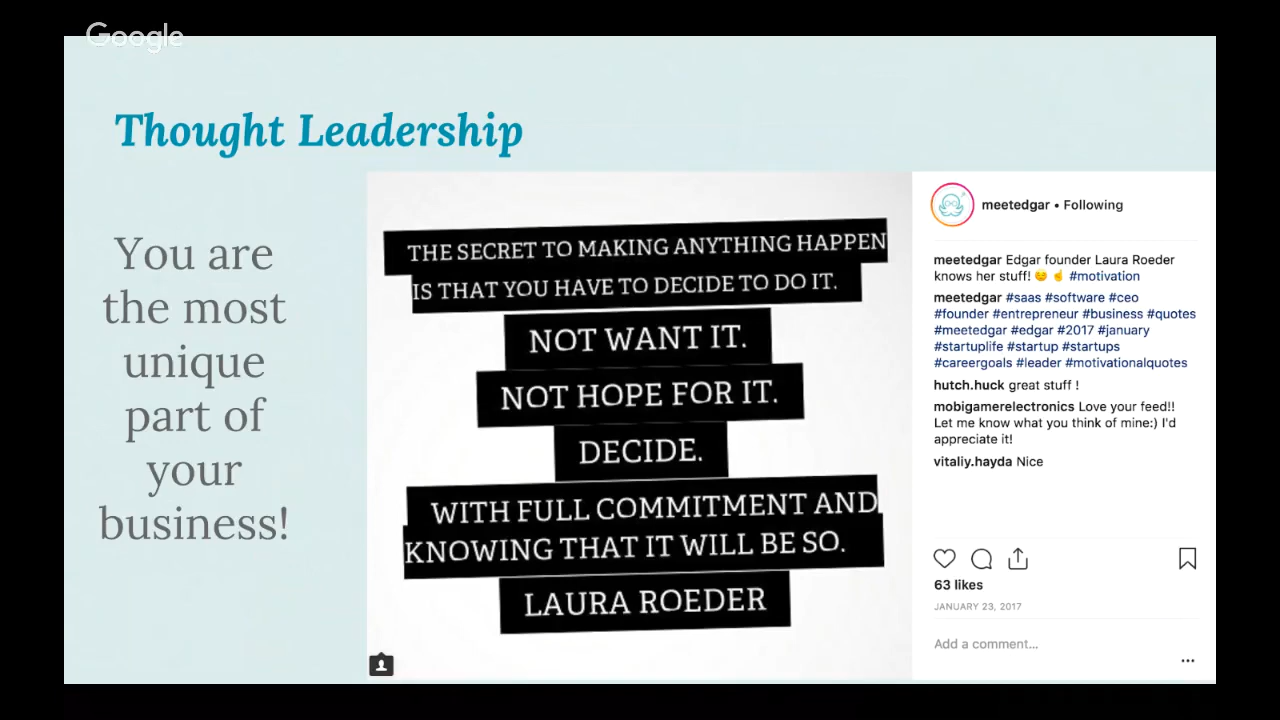 Google
Thought Leadership
You are
the most
unique
part of
your
business!
THE SECRET TO MAKING ANYTHING HAPPEN
IS THAT YOU HAVE TO DECIDE TO DO IT.
NOT WANT IT.
NOT HOPE FOR IT.
DECIDE.
WITH FULL COMMITMENT AND
KNOWING THAT IT WILL BE SO.
LAURA ROEDER
meetedgar • Following
meetedgar Edgar founder Laura Roeder
knows her stuff! 😊 ☝ #motivation
meetedgar #saas #software #ceo
#founder #entrepreneur #business #quotes
#meetedgar #edgar #2017 #january
#startuplife #startup #startups
#careergoals #leader #motivationalquotes
hutch.huck great stuff !
mobigamerelectronics Love your feed!!
Let me know what you think of mine:) I'd
appreciate it!
vitaliy.hayda Nice
63 likes
JANUARY 23, 2017
Add a comment...